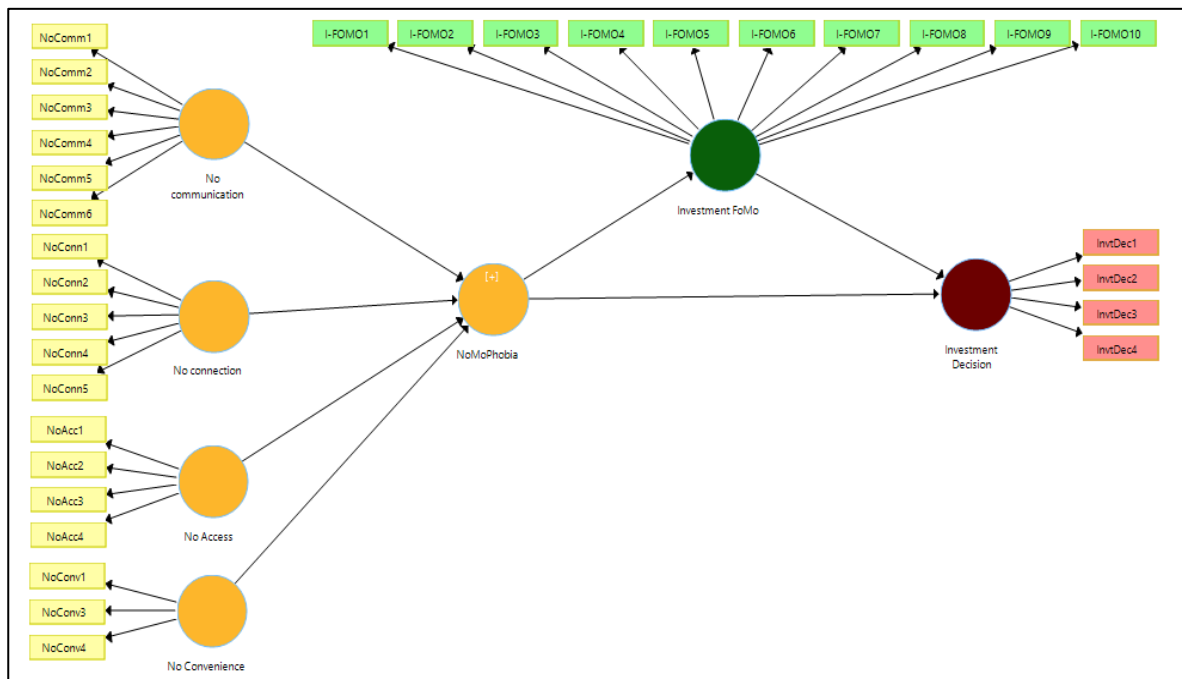 NoComm1
NoComm2
NoComm3
NoComm4
NoComm5
NoComm6
No
communication
I-FOMO1 I-FOMO2 I-FOMO3 I-FOMO4 I-FOMO5 I-FOMO6 I-FOMO7 I-FOMO8 I-FOMO9 I-FOMO10
Investment FoMo
NoConn1
NoConn2
NoConn3
NoConn4
NoConn5
No connection
[+]
NoMoPhobia
InvtDec1
InvtDec2
InvtDec3
InvtDec4
Investment
Decision
NoAcc1
NoAcc2
NoAcc3
NoAcc4
No Access
NoConv1
NoConv3
NoConv4
No Convenience